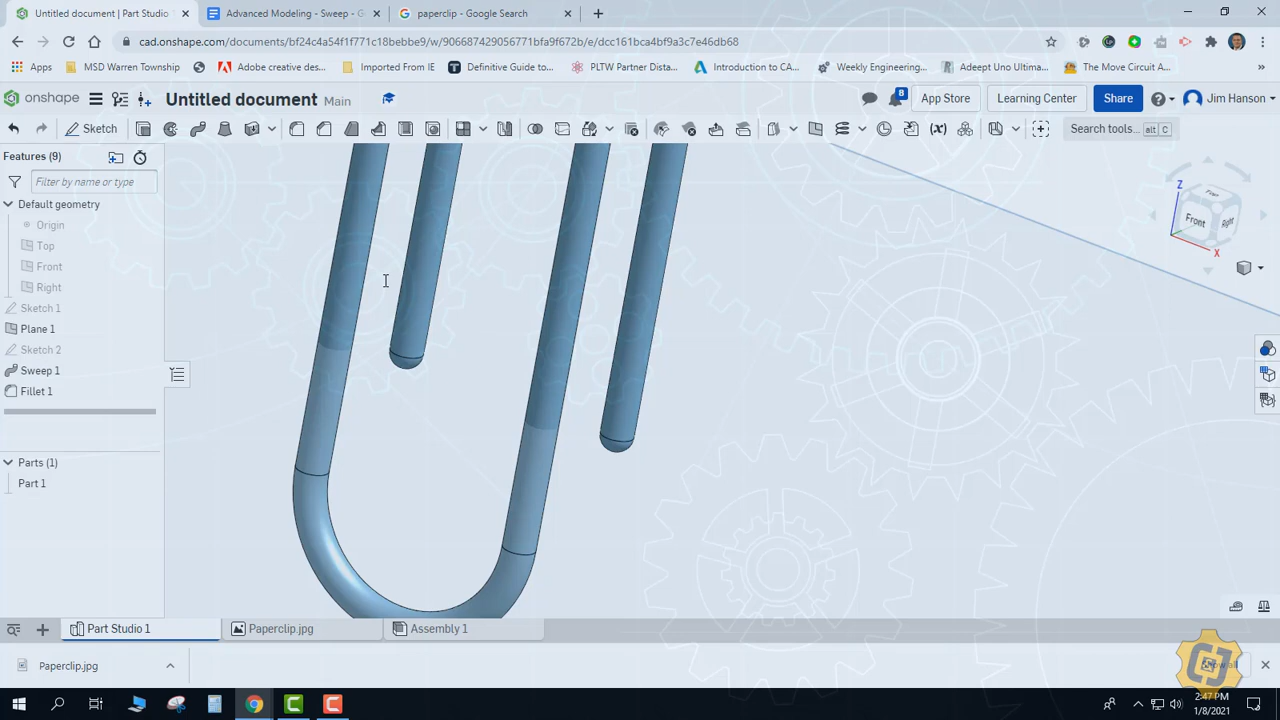 Untitled document | Part Studio 1
Advanced Modeling - Sweep - G
paperclip - Google Search
cad.onshape.com/documents/bf24c4a54f1f771c18ebbe9/w/906687429056771bfa9f672b/e/dcc161bca4bf9a3c7e46db68
Apps
MSD Warren Township
Adobe creative des...
Imported From IE
Definitive Guide to...
PLTW Partner Dista...
Introduction to CA...
Weekly Engineering...
Adeept Uno Ultima...
The Move Circuit A...
onshape
Untitled document Main
8
App Store
Learning Center
Share
Jim Hanson
Sketch
Search tools... alt C
Features (9)
Filter by name or type
Default geometry
Origin
Top
Front
Right
Sketch 1
Plane 1
Sketch 2
Sweep 1
Fillet 1
Parts (1)
Part 1
Z
Front
Right
X
Part Studio 1
Paperclip.jpg
Assembly 1
Paperclip.jpg
Show all
2:47 PM
1/8/2021